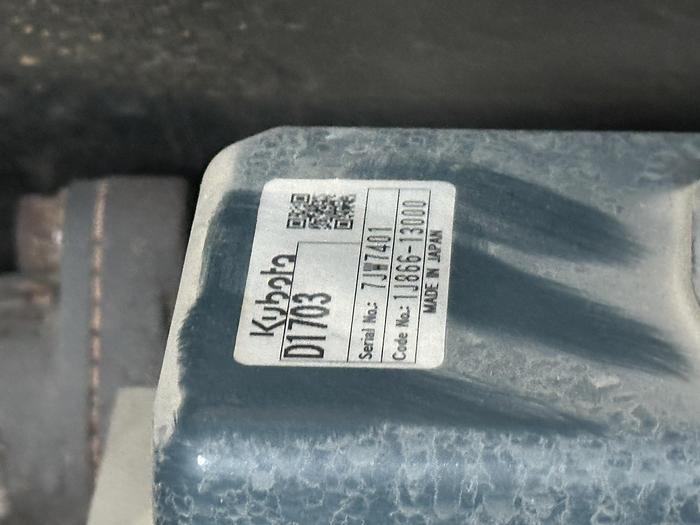 Kubota
D1703
Serial No.: 7JW7401
Code No.: 1J866-13000
MADE IN JAPAN